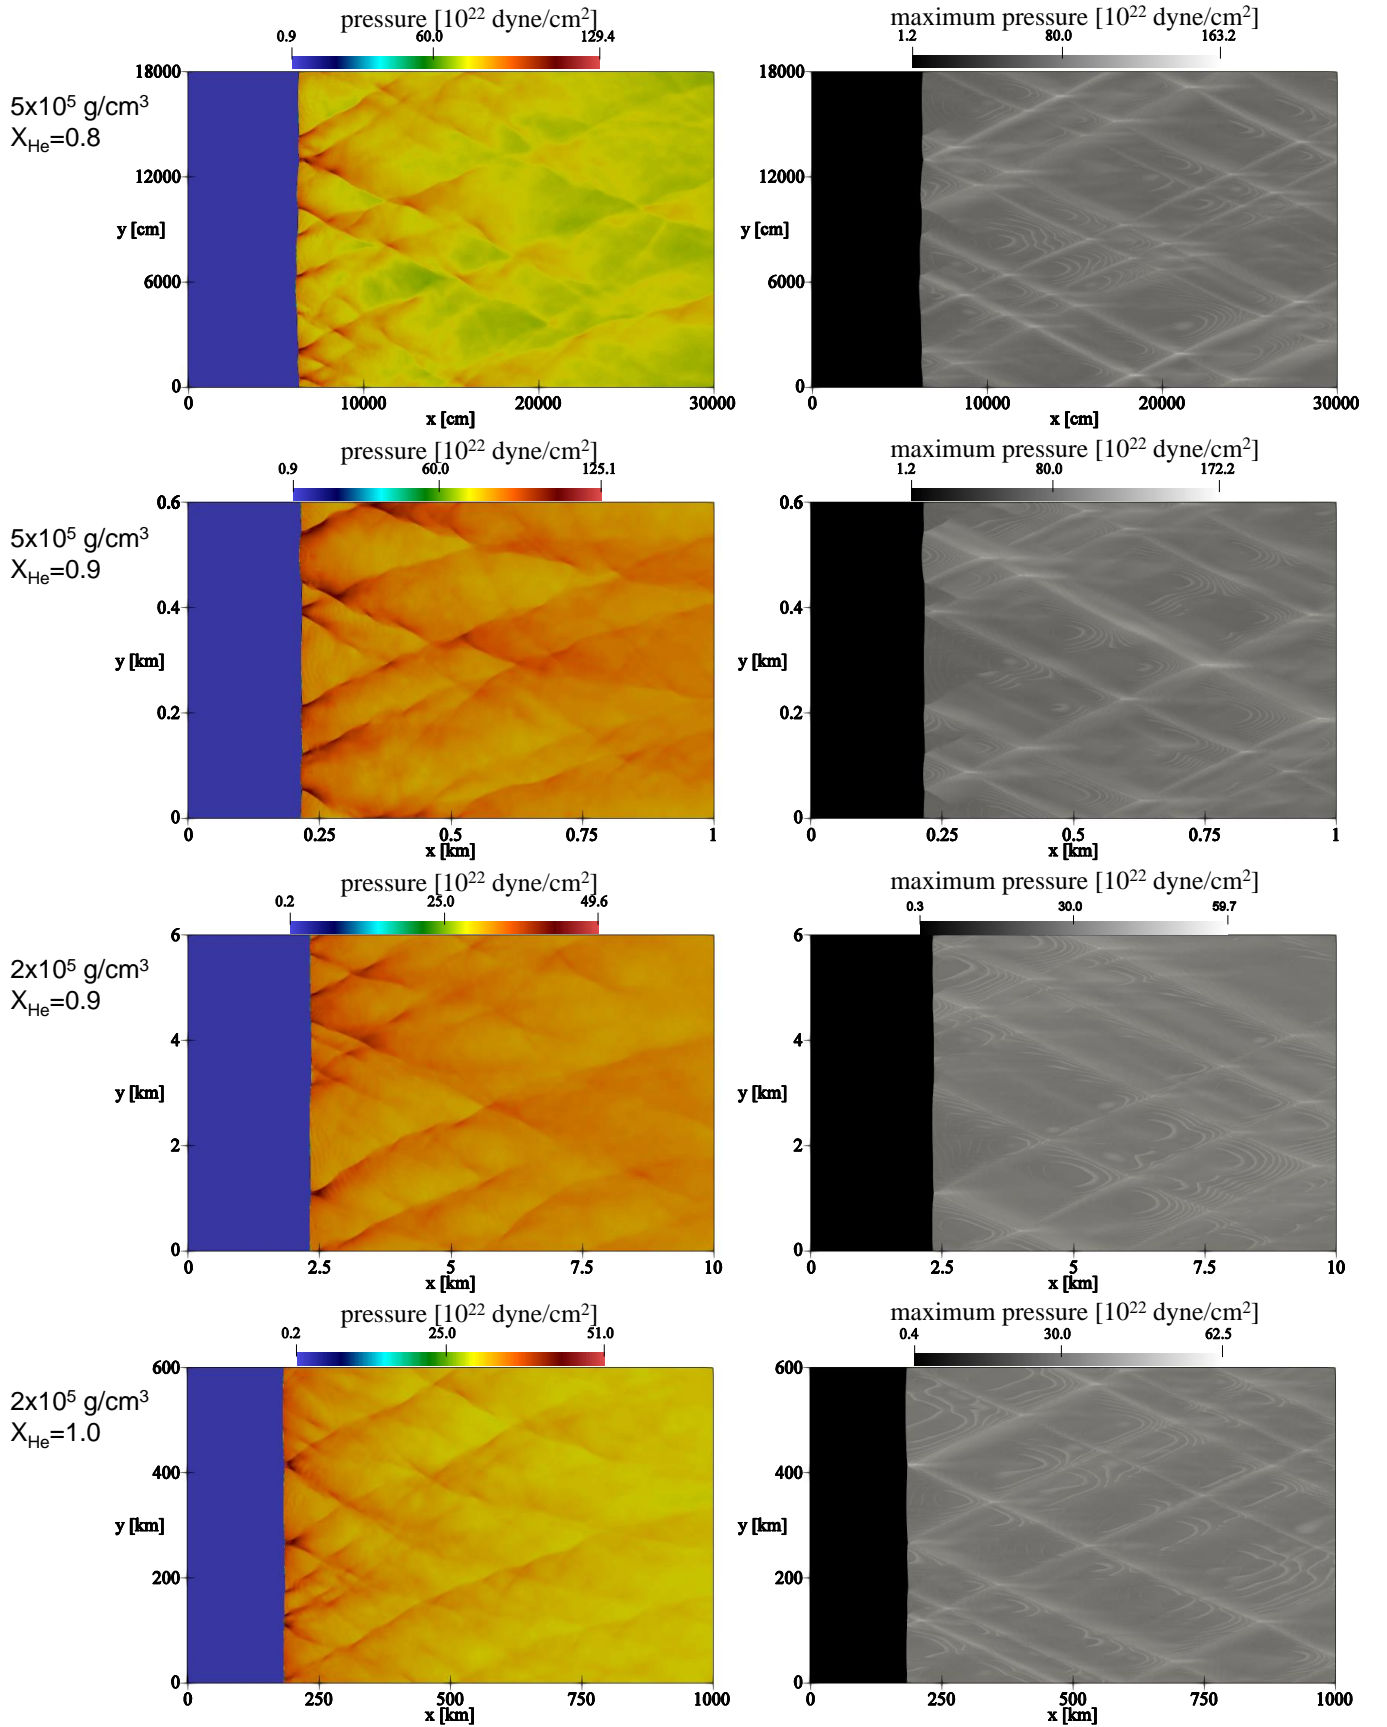 pressure [10²² dyne/cm²]
0.9 60.0 129.4
maximum pressure [10²² dyne/cm²]
1.2 80.0 163.2
5x10⁵ g/cm³
X_He=0.8
18000
12000
y [cm]
6000
0
0 10000 20000 30000
x [cm]
18000
12000
y [cm]
6000
0
0 10000 20000 30000
x [cm]
pressure [10²² dyne/cm²]
0.9 60.0 125.1
maximum pressure [10²² dyne/cm²]
1.2 80.0 172.2
5x10⁵ g/cm³
X_He=0.9
0.6
0.4
y [km]
0.2
0
0 0.25 0.5 0.75 1
x [km]
0.6
0.4
y [km]
0.2
0
0 0.25 0.5 0.75 1
x [km]
pressure [10²² dyne/cm²]
0.2 25.0 49.6
maximum pressure [10²² dyne/cm²]
0.3 30.0 59.7
2x10⁵ g/cm³
X_He=0.9
6
4
y [km]
2
0
0 2.5 5 7.5 10
x [km]
6
4
y [km]
2
0
0 2.5 5 7.5 10
x [km]
pressure [10²² dyne/cm²]
0.2 25.0 51.0
maximum pressure [10²² dyne/cm²]
0.4 30.0 62.5
2x10⁵ g/cm³
X_He=1.0
600
400
y [km]
200
0
0 250 500 750 1000
x [km]
600
400
y [km]
200
0
0 250 500 750 1000
x [km]